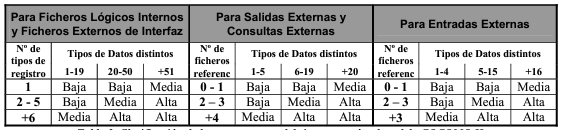 Para Ficheros Lógicos Internos y Ficheros Externos de Interfaz
Para Salidas Externas y Consultas Externas
Para Entradas Externas
Nº de tipos de registro
Tipos de Datos distintos
Nº de ficheros referenc
Tipos de Datos distintos
Nº de ficheros referenc
Tipos de Datos distintos
1-19 20-50 +51 1-5 6-19 +20 1-4 5-15 +16
1 Baja Baja Media 0 - 1 Baja Baja Media 0 - 1 Baja Baja Media
2 - 5 Baja Media Alta 2 – 3 Baja Media Alta 2 – 3 Baja Media Alta
+6 Media Alta Alta +4 Media Alta Alta +3 Media Alta Alta